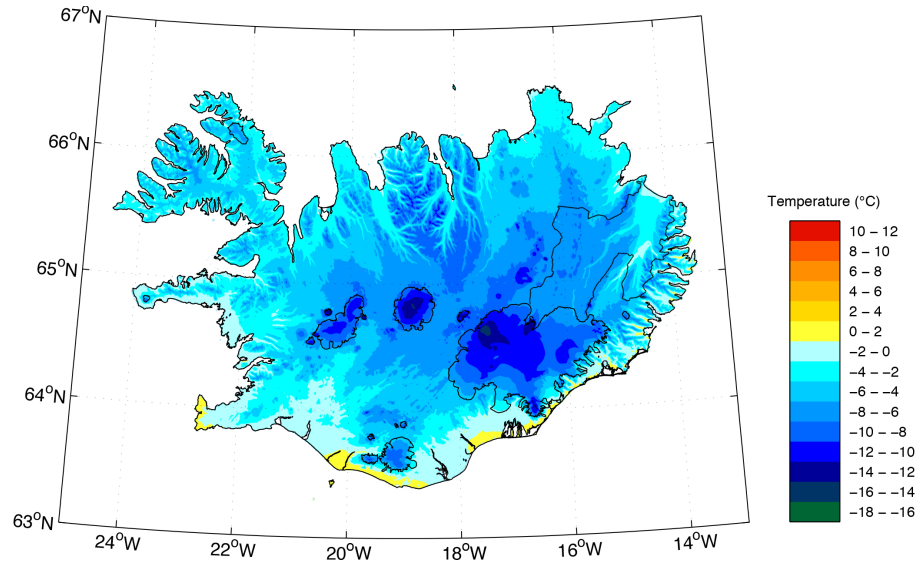 67°N
66°N
65°N
64°N
63°N
24°W
22°W
20°W
18°W
16°W
14°W
Temperature (°C)
10 – 12
8 – 10
6 – 8
4 – 6
2 – 4
0 – 2
−2 – 0
−4 – −2
−6 – −4
−8 – −6
−10 – −8
−12 – −10
−14 – −12
−16 – −14
−18 – −16